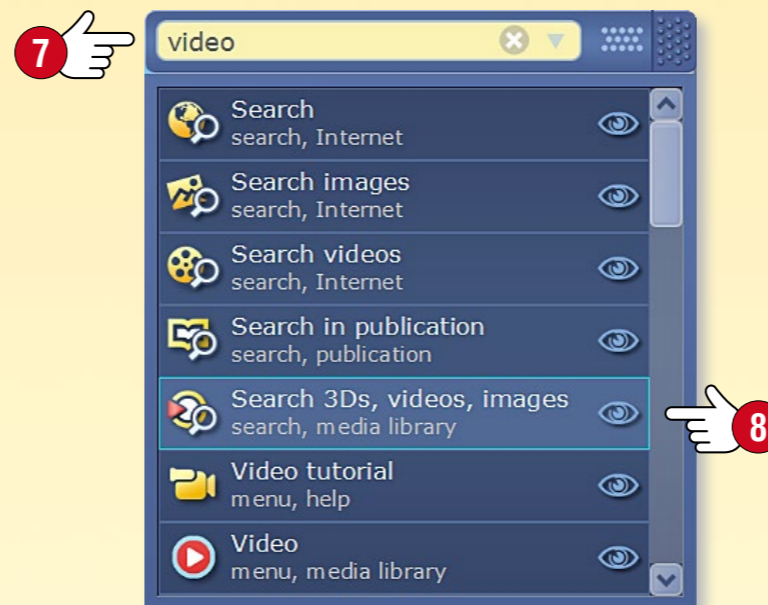 7
video
Search
search, Internet
Search images
search, Internet
Search videos
search, Internet
Search in publication
search, publication
Search 3Ds, videos, images
search, media library
8
Video tutorial
menu, help
Video
menu, media library